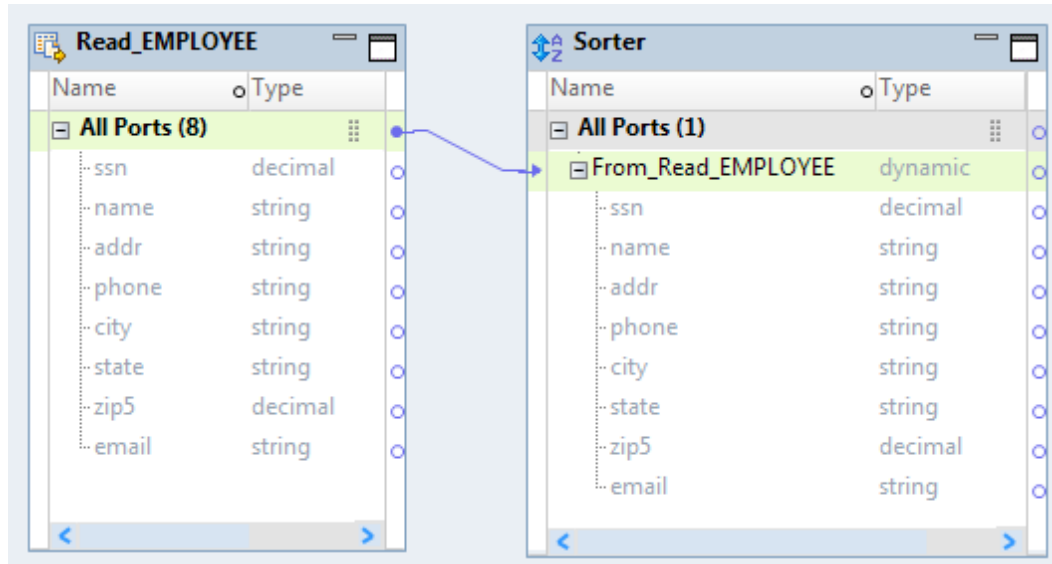 Read_EMPLOYEE
Name Type
All Ports (8)
ssn decimal
name string
addr string
phone string
city string
state string
zip5 decimal
email string
A
Z
Sorter
Name Type
All Ports (1)
From_Read_EMPLOYEE dynamic
ssn decimal
name string
addr string
phone string
city string
state string
zip5 decimal
email string